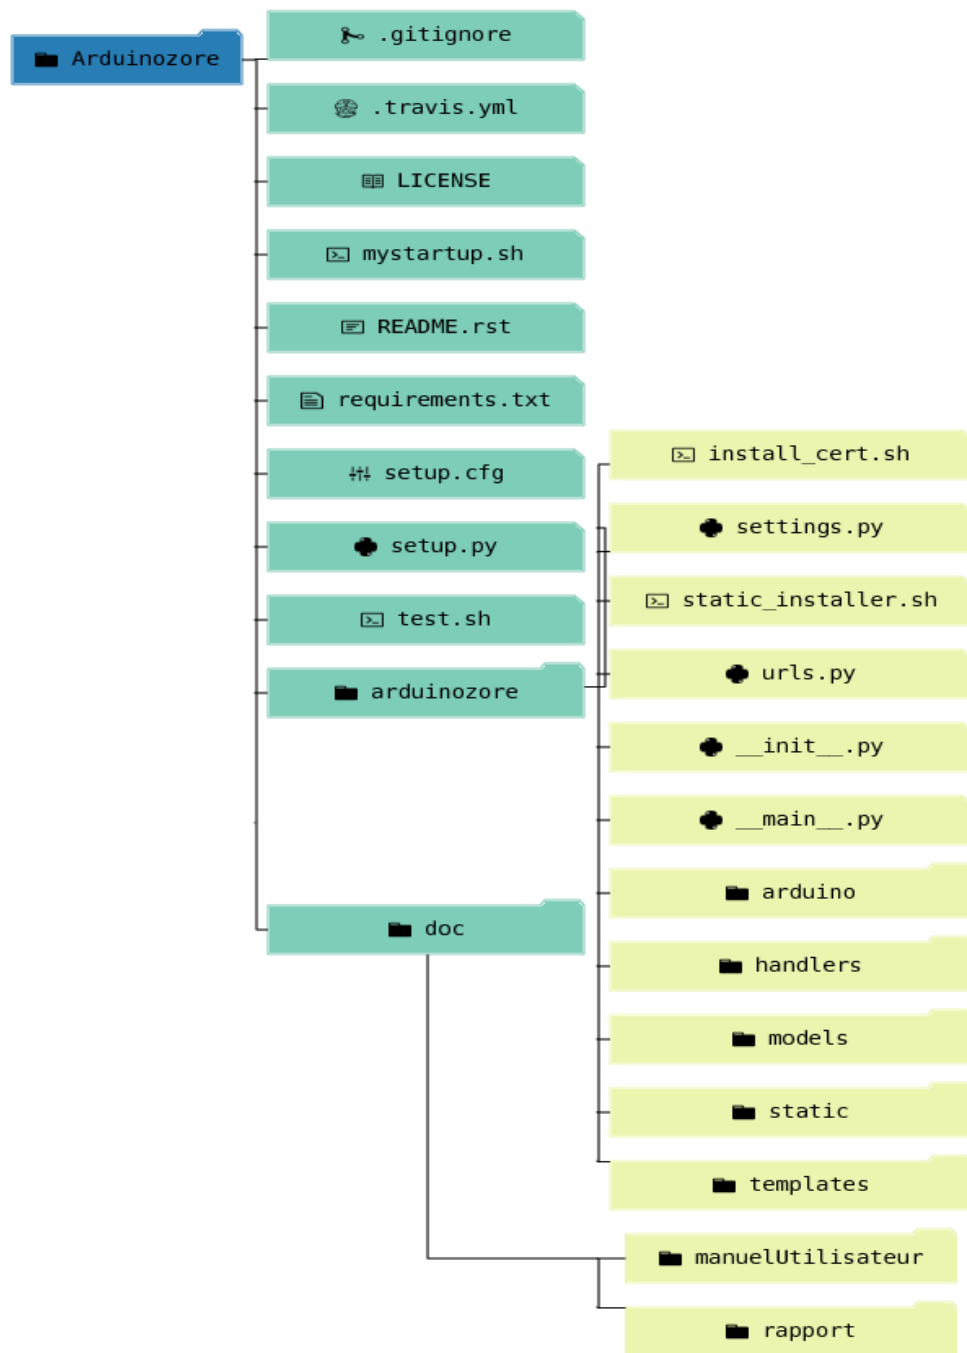 Arduinozore
.gitignore
.travis.yml
LICENSE
mystartup.sh
README.rst
requirements.txt
setup.cfg
setup.py
test.sh
arduinozore
install_cert.sh
settings.py
static_installer.sh
urls.py
__init__.py
__main__.py
arduino
handlers
models
static
templates
doc
manuelUtilisateur
rapport